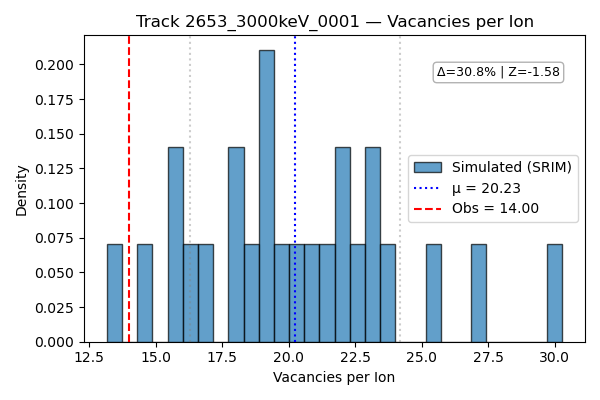 Track 2653_3000keV_0001 — Vacancies per Ion
Δ=30.8% | Z=-1.58
Simulated (SRIM)
μ = 20.23
Obs = 14.00
Density
0.200
0.175
0.150
0.125
0.100
0.075
0.050
0.025
0.000
12.5 15.0 17.5 20.0 22.5 25.0 27.5 30.0
Vacancies per Ion